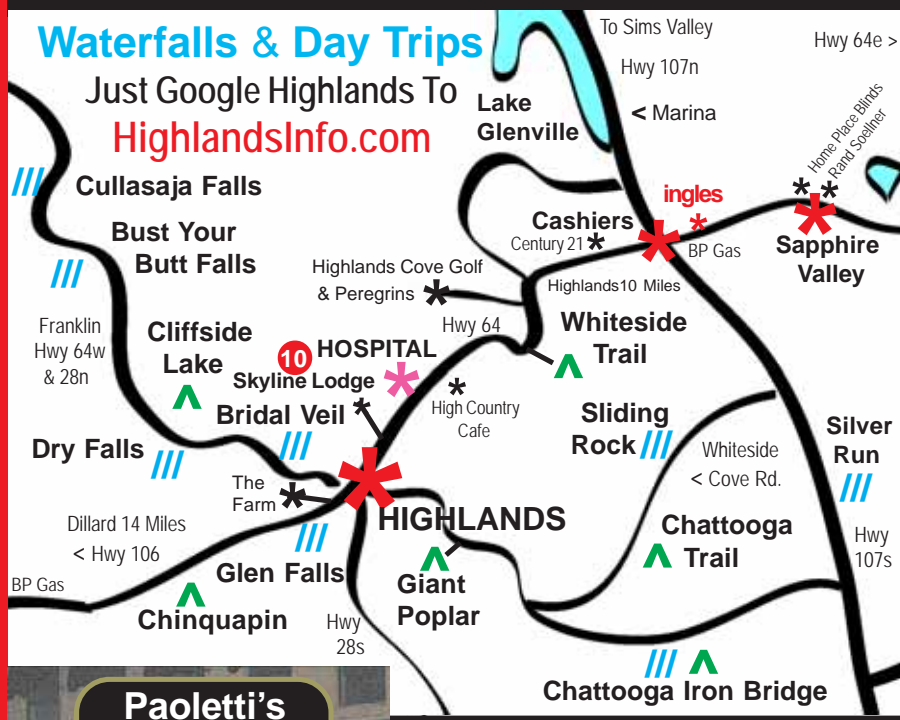 Waterfalls & Day Trips
Just Google Highlands To
HighlandsInfo.com
To Sims Valley
Hwy 64e >
Hwy 107n
< Marina
Lake
Glenville
Home Place Blinds
Rand Soellner
Cullasaja Falls
ingles
Cashiers
Century 21
BP Gas
Sapphire
Valley
Bust Your
Butt Falls
Highlands Cove Golf
& Peregrins
Highlands10 Miles
Franklin
Hwy 64w
& 28n
Cliffside
Lake
Hwy 64
Whiteside
Trail
10
HOSPITAL
Skyline Lodge
High Country
Cafe
Bridal Veil
Sliding
Rock
Silver
Run
Dry Falls
Whiteside
< Cove Rd.
The
Farm
HIGHLANDS
Dillard 14 Miles
< Hwy 106
Chattooga
Trail
Hwy
107s
Glen Falls
BP Gas
Giant
Poplar
Chinquapin
Hwy
28s
Chattooga Iron Bridge
Paoletti's